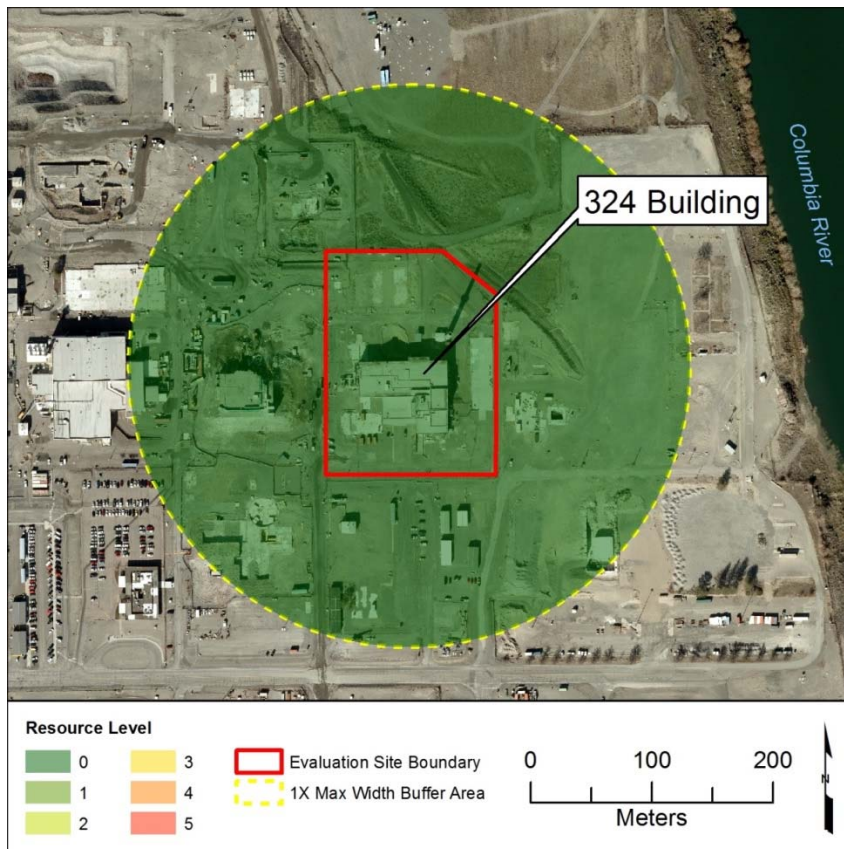 Columbia River
324 Building
Resource Level
0
1
2
3
4
5
Evaluation Site Boundary
1X Max Width Buffer Area
0 100 200
Meters
N